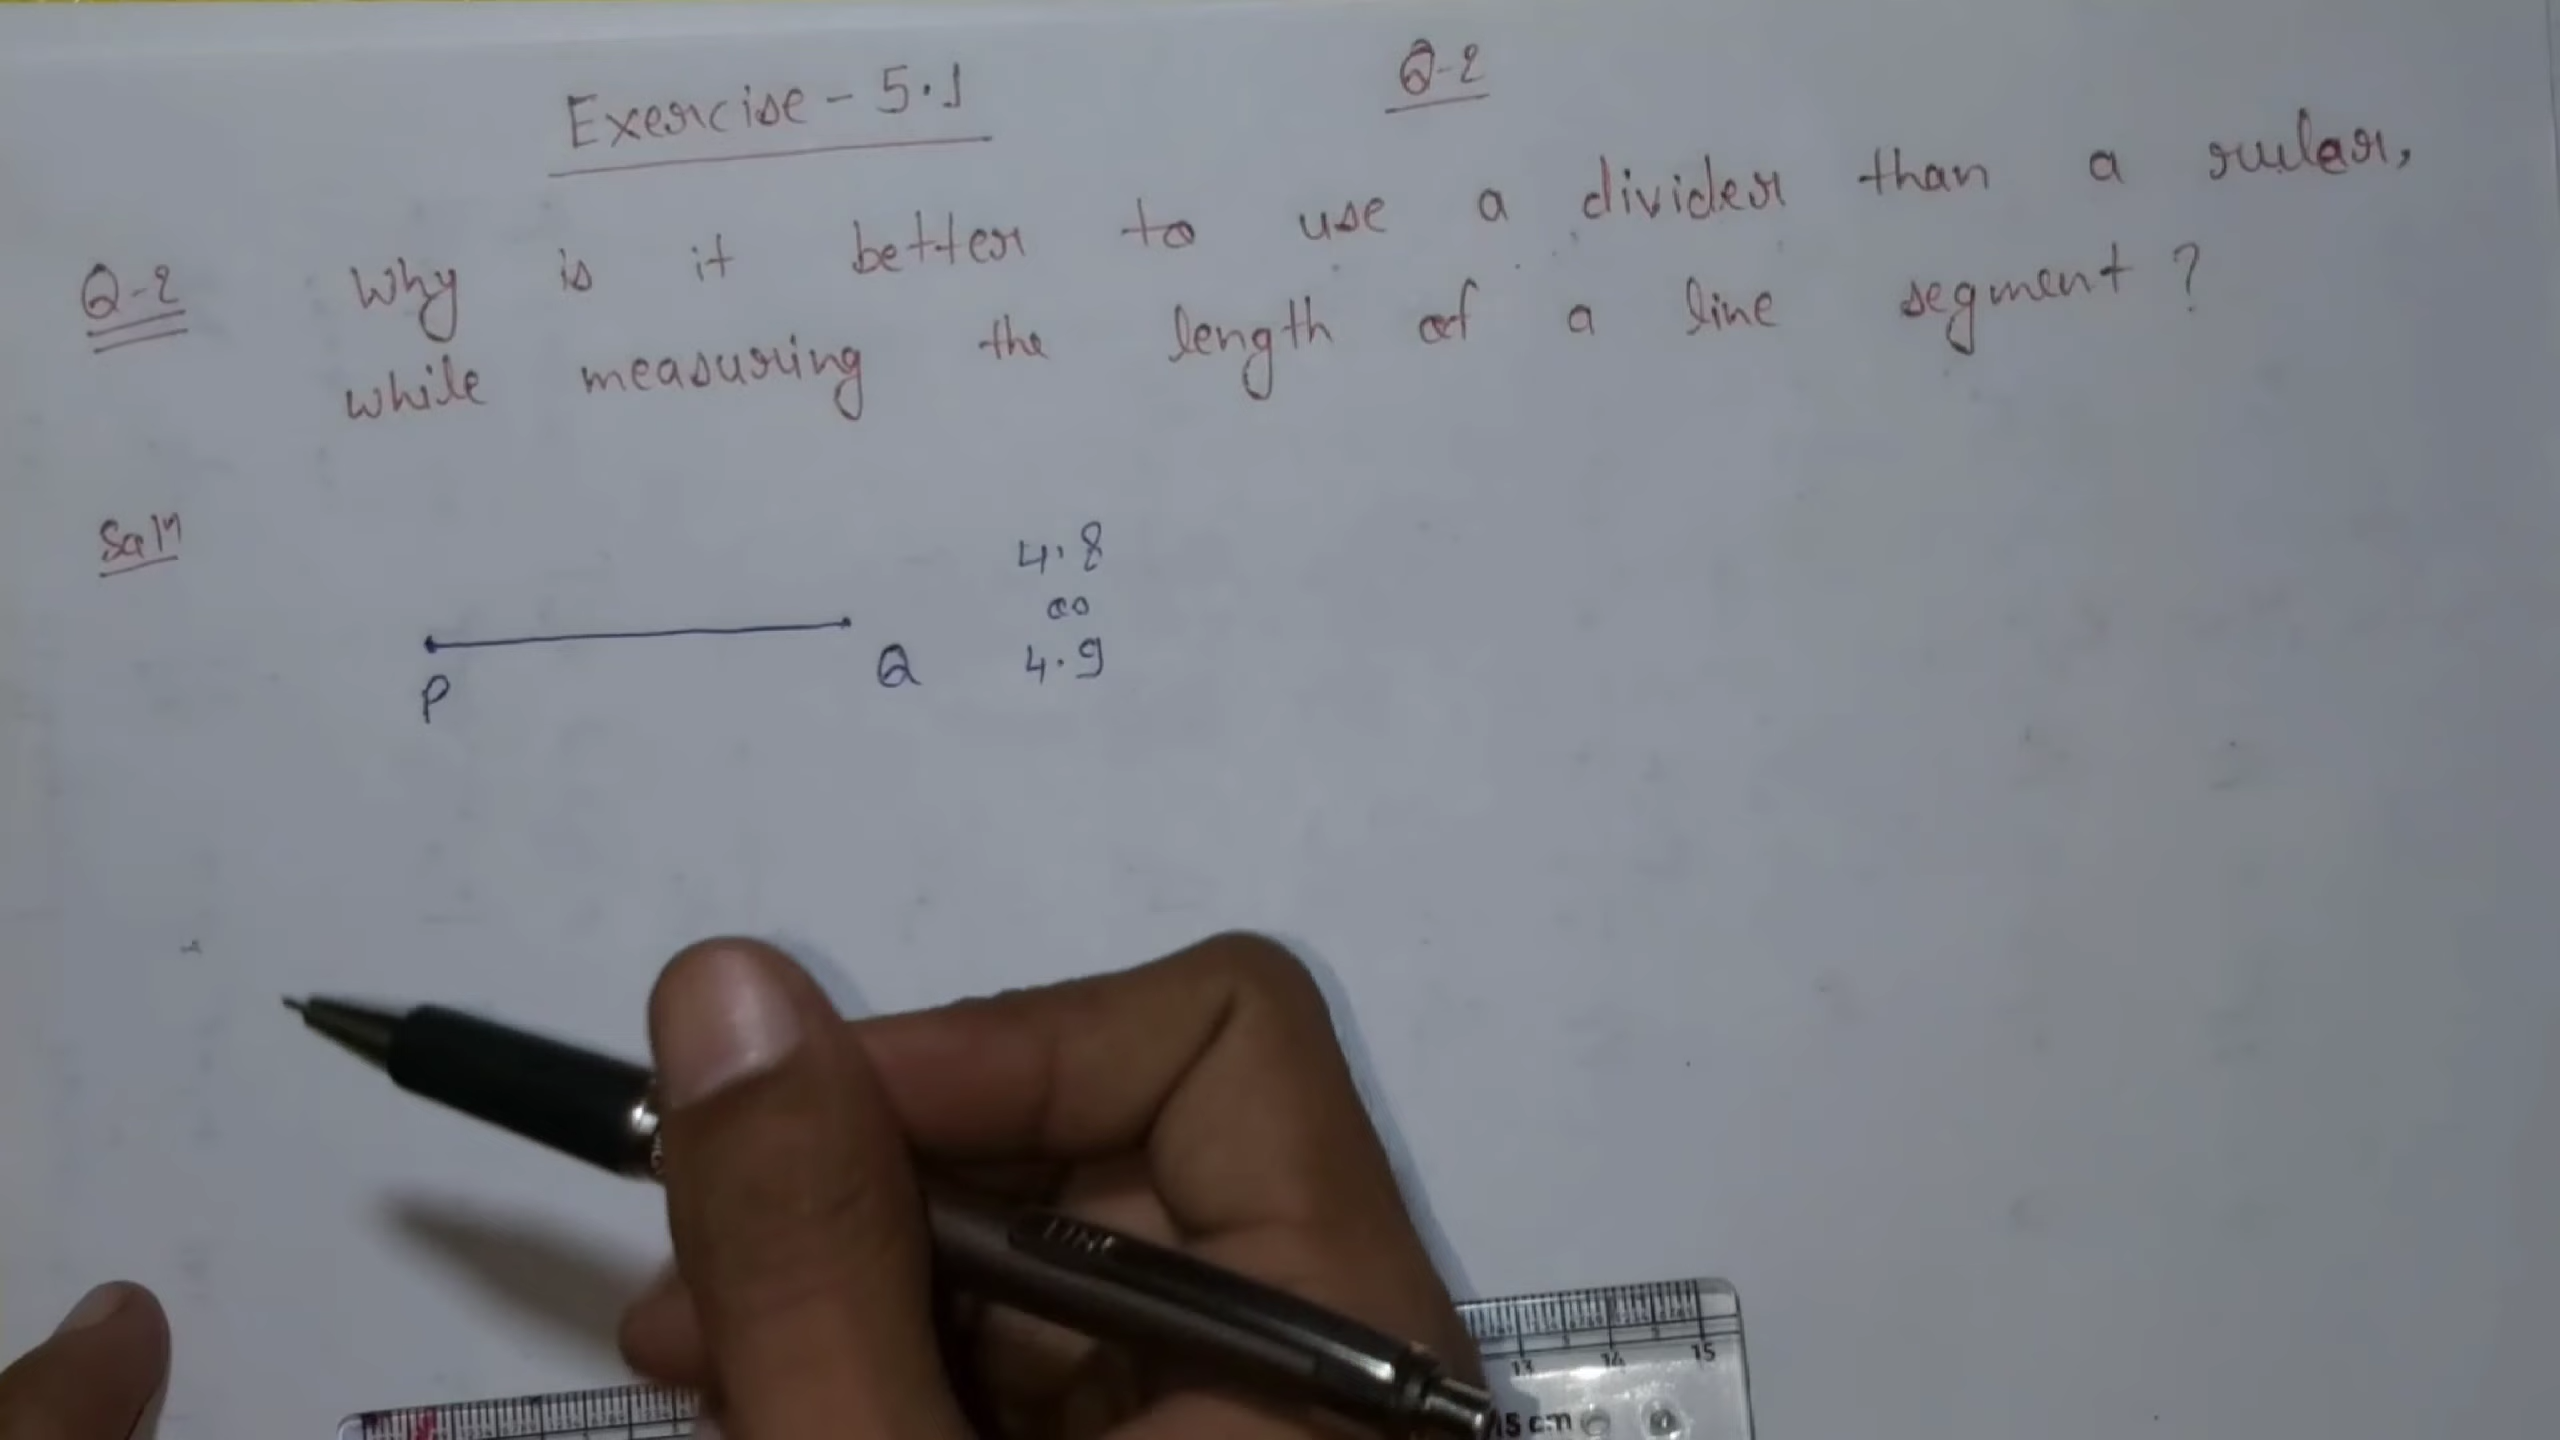 Exercise - 5.1
Q-2
Q-2 Why is it better to use a divider than a ruler,
while measuring the length of a line segment ?
Sol^n
4.8
P Q
4.9
13 14 15
15 cm